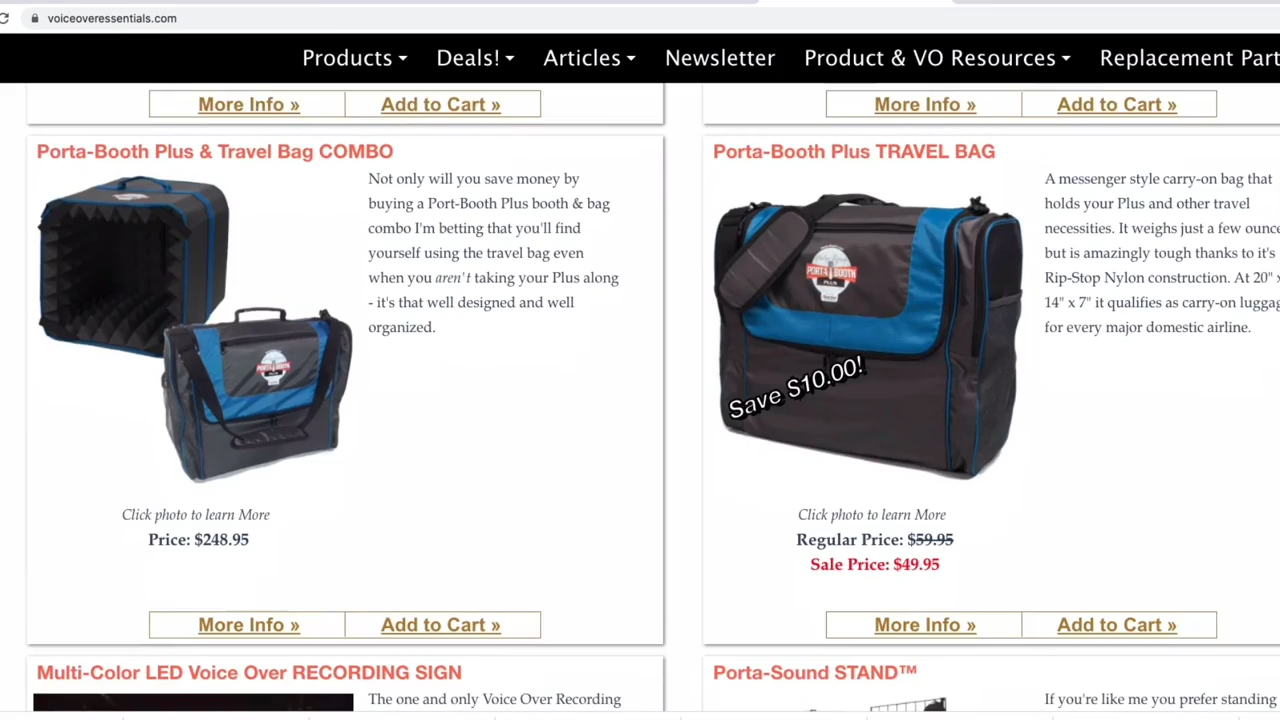 voiceoveressentials.com
Products
Deals!
Articles
Newsletter
Product & VO Resources
Replacement Part
More Info »
Add to Cart »
More Info »
Add to Cart »
Porta-Booth Plus & Travel Bag COMBO
Not only will you save money by
buying a Port-Booth Plus booth & bag
combo I'm betting that you'll find
yourself using the travel bag even
when you aren't taking your Plus along
- it's that well designed and well
organized.
PORTA-BOOTH
Click photo to learn More
Price: $248.95
More Info »
Add to Cart »
Porta-Booth Plus TRAVEL BAG
A messenger style carry-on bag that
holds your Plus and other travel
necessities. It weighs just a few ounce
but is amazingly tough thanks to it's
Rip-Stop Nylon construction. At 20" x
14" x 7" it qualifies as carry-on luggag
for every major domestic airline.
PORTA-BOOTH
PLUS
Save $10.00!
Click photo to learn More
Regular Price: $59.95
Sale Price: $49.95
More Info »
Add to Cart »
Multi-Color LED Voice Over RECORDING SIGN
The one and only Voice Over Recording
Porta-Sound STAND™
If you're like me you prefer standing